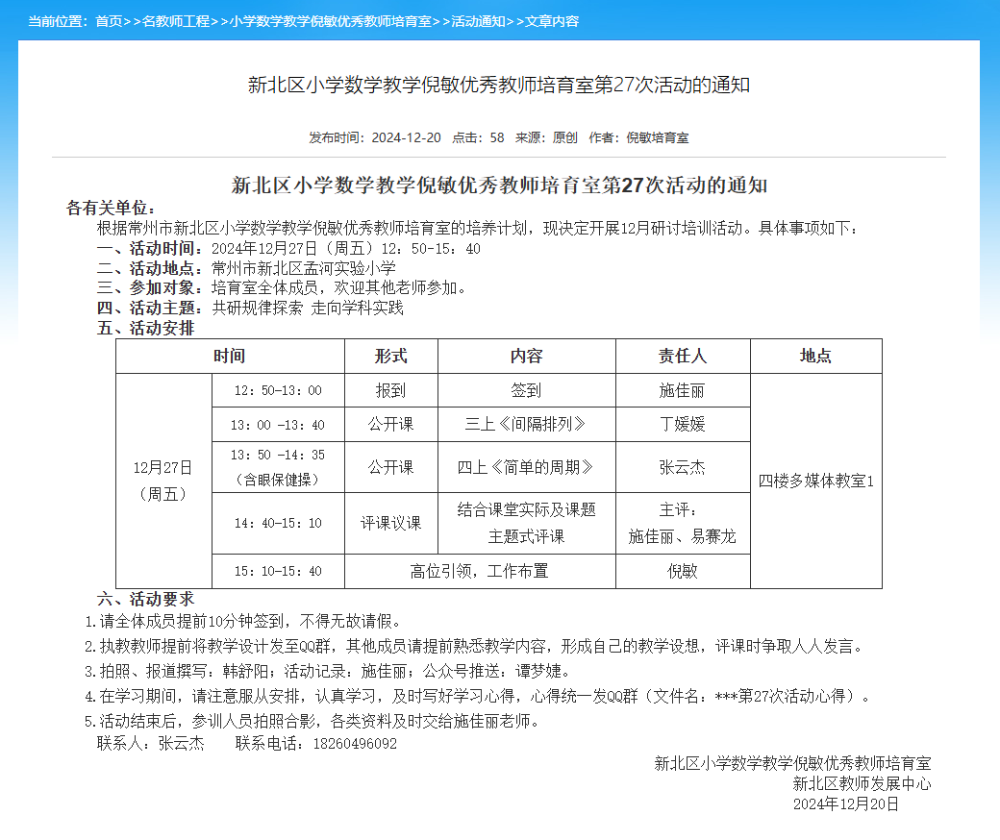 当前位置：首页>>名教师工程>>小学数学教学倪敏优秀教师培育室>>活动通知>>文章内容
新北区小学数学教学倪敏优秀教师培育室第27次活动的通知
发布时间：2024-12-20 点击：58 来源：原创 作者：倪敏培育室
新北区小学数学教学倪敏优秀教师培育室第27次活动的通知
各有关单位：
根据常州市新北区小学数学教学倪敏优秀教师培育室的培养计划，现决定开展12月研讨培训活动。具体事项如下：
一、活动时间：2024年12月27日（周五）12：50-15：40
二、活动地点：常州市新北区孟河实验小学
三、参加对象：培育室全体成员，欢迎其他老师参加。
四、活动主题：共研规律探索 走向学科实践
五、活动安排
时间 形式 内容 责任人 地点
12月27日
（周五）
12：50-13：00 报到 签到 施佳丽
13：00 -13：40 公开课 三上《间隔排列》 丁媛媛
13：50 -14：35
（含眼保健操）
公开课 四上《简单的周期》 张云杰
14：40-15：10 评课议课 结合课堂实际及课题
主题式评课
主评：
施佳丽、易赛龙
15：10-15：40 高位引领，工作布置 倪敏
四楼多媒体教室1
六、活动要求
1.请全体成员提前10分钟签到，不得无故请假。
2.执教教师提前将教学设计发至QQ群，其他成员请提前熟悉教学内容，形成自己的教学设想，评课时争取人人发言。
3.拍照、报道撰写：韩舒阳；活动记录：施佳丽；公众号推送：谭梦婕。
4.在学习期间，请注意服从安排，认真学习，及时写好学习心得，心得统一发QQ群（文件名：***第27次活动心得）。
5.活动结束后，参训人员拍照合影，各类资料及时交给施佳丽老师。
联系人：张云杰 联系电话：18260496092
新北区小学数学教学倪敏优秀教师培育室
新北区教师发展中心
2024年12月20日